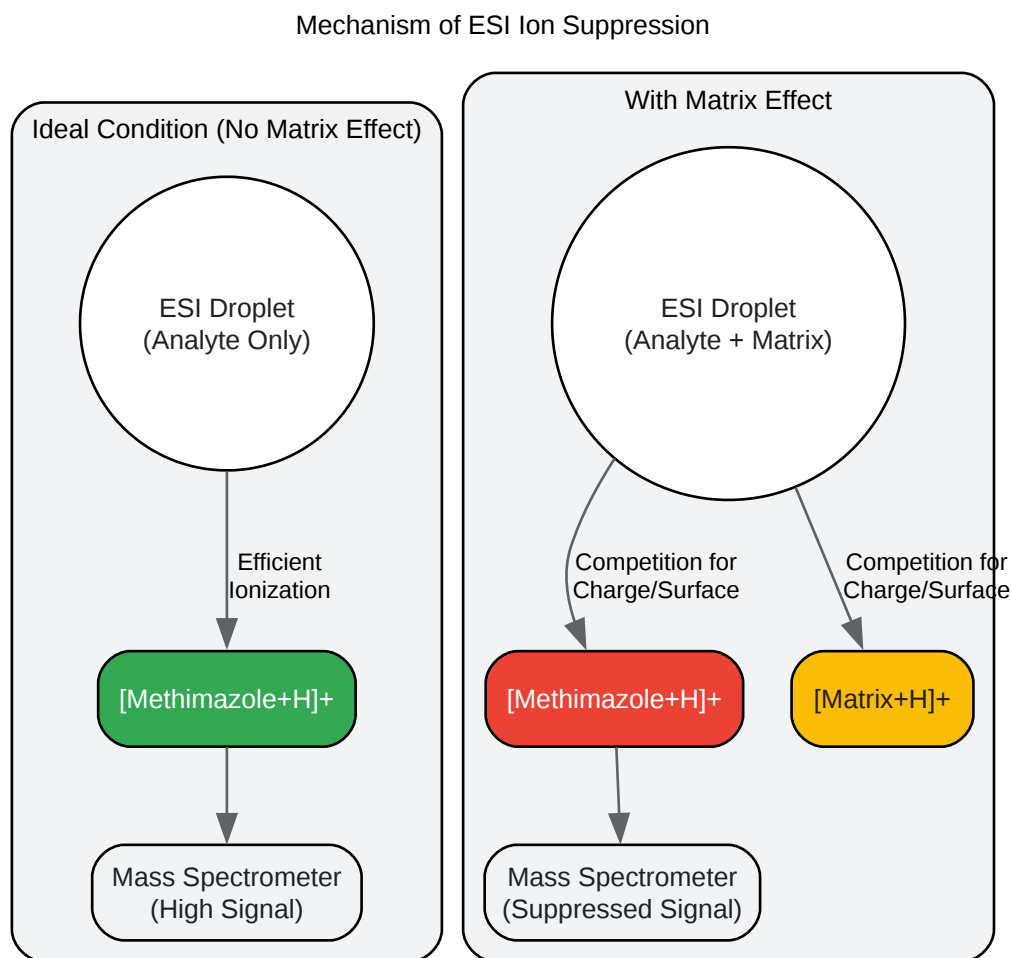 Mechanism of ESI Ion Suppression
Ideal Condition (No Matrix Effect)
ESI Droplet
(Analyte Only)
Efficient
Ionization
[Methimazole+H]+
Mass Spectrometer
(High Signal)
With Matrix Effect
ESI Droplet
(Analyte + Matrix)
Competition for
Charge/Surface
Competition for
Charge/Surface
[Methimazole+H]+
[Matrix+H]+
Mass Spectrometer
(Suppressed Signal)